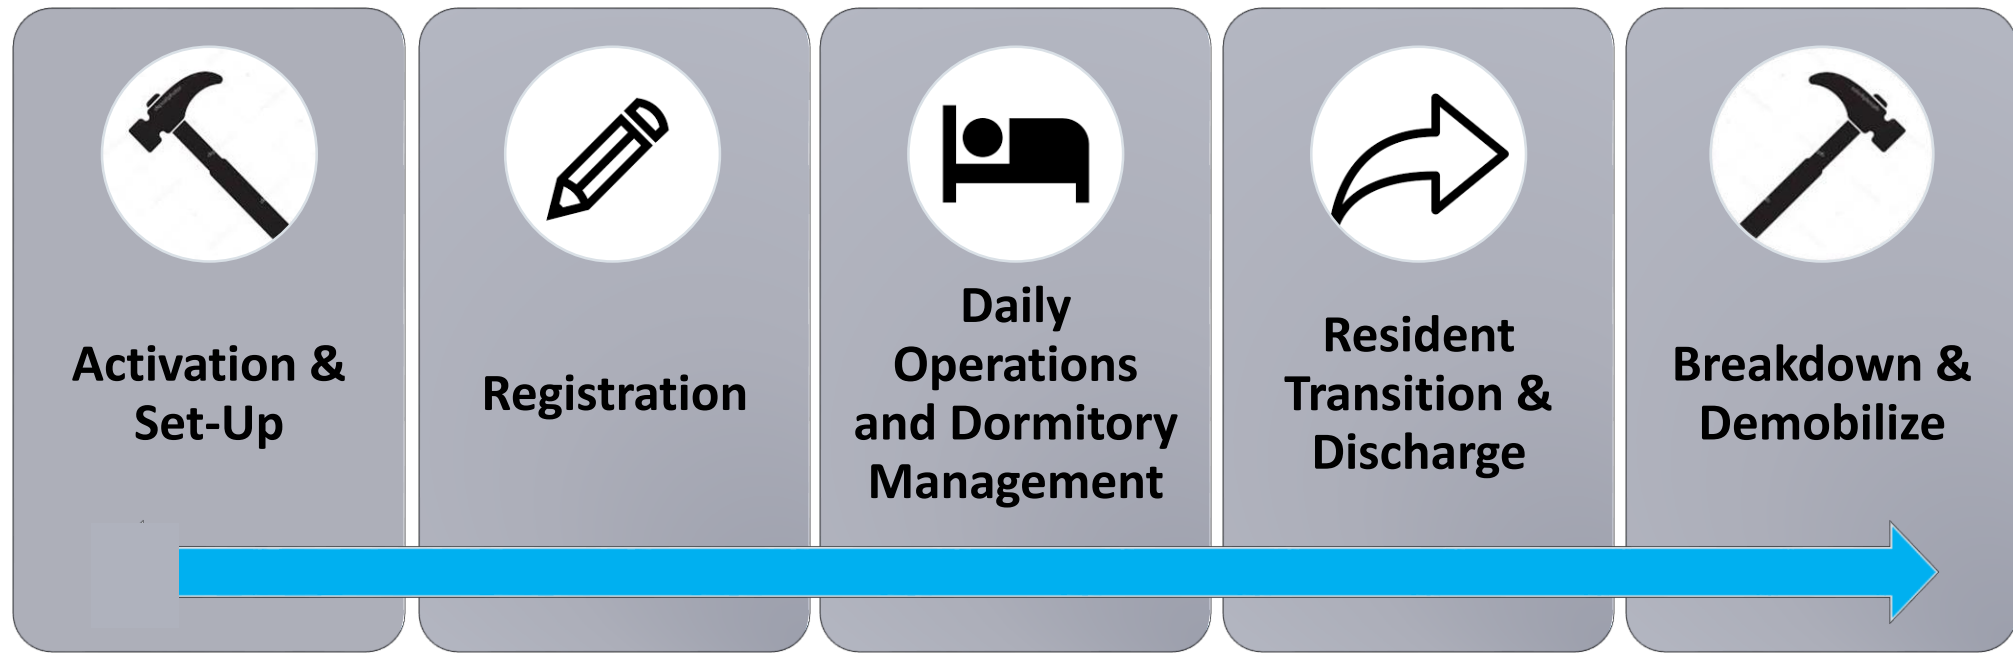 Activation &
Set-Up
Registration
Daily
Operations
and Dormitory
Management
Resident
Transition &
Discharge
Breakdown &
Demobilize